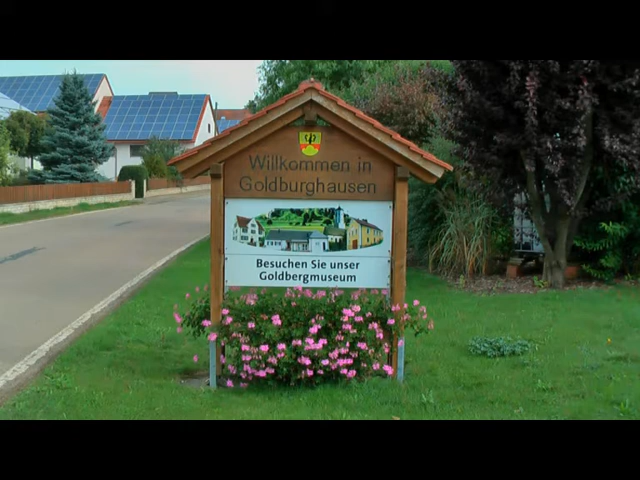 Willkommen in
Goldburghausen
Besuchen Sie unser
Goldbergmuseum